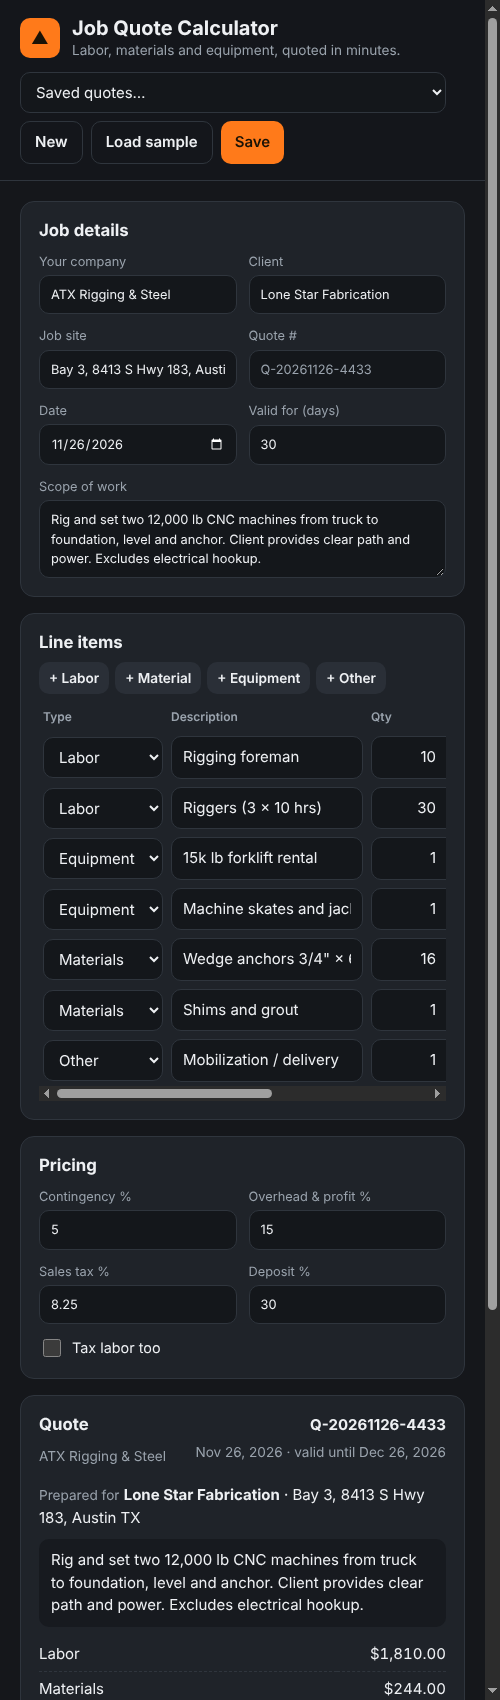 Job Quote Calculator
Labor, materials and equipment, quoted in minutes.
Saved quotes...
New Load sample Save
Job details
Your company Client
ATX Rigging & Steel Lone Star Fabrication
Job site Quote #
Bay 3, 8413 S Hwy 183, Austi Q-20261126-4433
Date Valid for (days)
11/26/2026 30
Scope of work
Rig and set two 12,000 lb CNC machines from truck to
foundation, level and anchor. Client provides clear path and
power. Excludes electrical hookup.
Line items
+ Labor + Material + Equipment + Other
Type Description Qty
Labor Rigging foreman 10
Labor Riggers (3 × 10 hrs) 30
Equipment 15k lb forklift rental 1
Equipment Machine skates and jac 1
Materials Wedge anchors 3/4" × 16
Materials Shims and grout 1
Other Mobilization / delivery 1
Pricing
Contingency % Overhead & profit %
5 15
Sales tax % Deposit %
8.25 30
Tax labor too
Quote Q-20261126-4433
ATX Rigging & Steel Nov 26, 2026 · valid until Dec 26, 2026
Prepared for Lone Star Fabrication · Bay 3, 8413 S Hwy
183, Austin TX
Rig and set two 12,000 lb CNC machines from truck
to foundation, level and anchor. Client provides clear
path and power. Excludes electrical hookup.
Labor $1,810.00
Materials $244.00